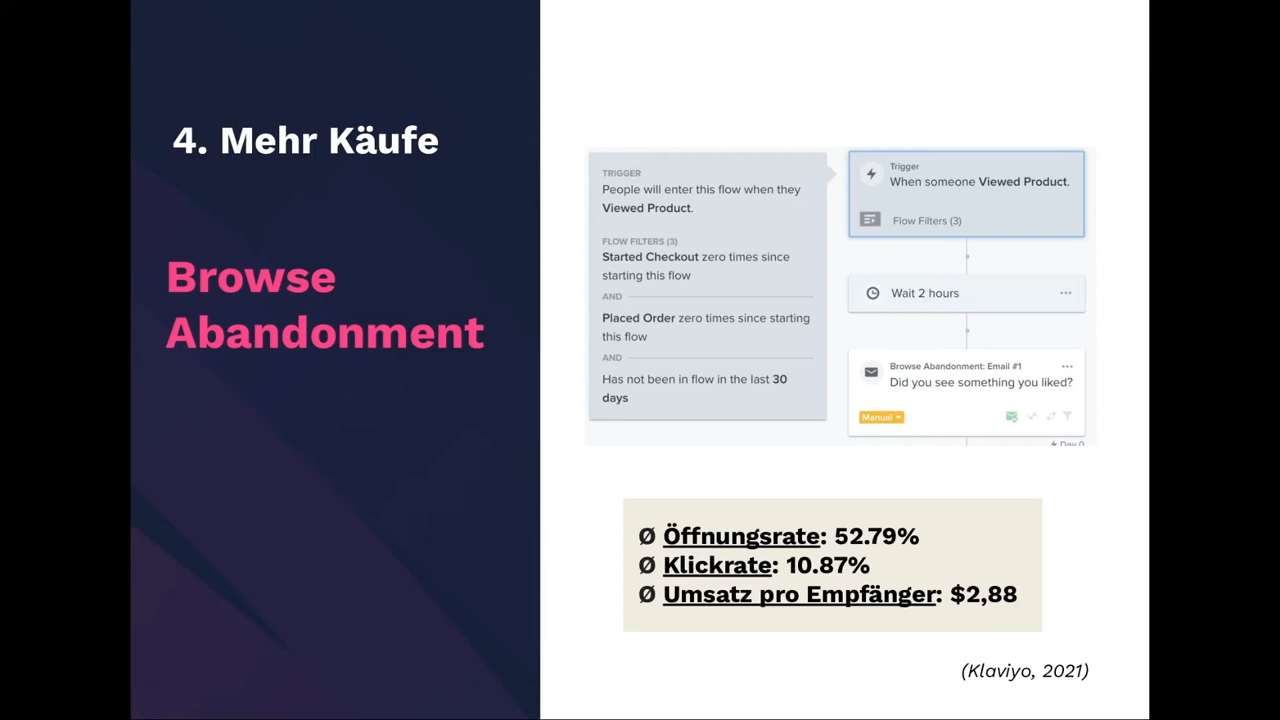 4. Mehr Käufe
Browse
Abandonment
TRIGGER
People will enter this flow when they
Viewed Product.
FLOW FILTERS (3)
Started Checkout zero times since
starting this flow
AND
Placed Order zero times since starting
this flow
AND
Has not been in flow in the last 30
days
Trigger
When someone Viewed Product.
Flow Filters (3)
Wait 2 hours
Browse Abandonment: Email #1
Did you see something you liked?
Manual
Day 0
Ø Öffnungsrate: 52.79%
Ø Klickrate: 10.87%
Ø Umsatz pro Empfänger: $2,88
(Klaviyo, 2021)